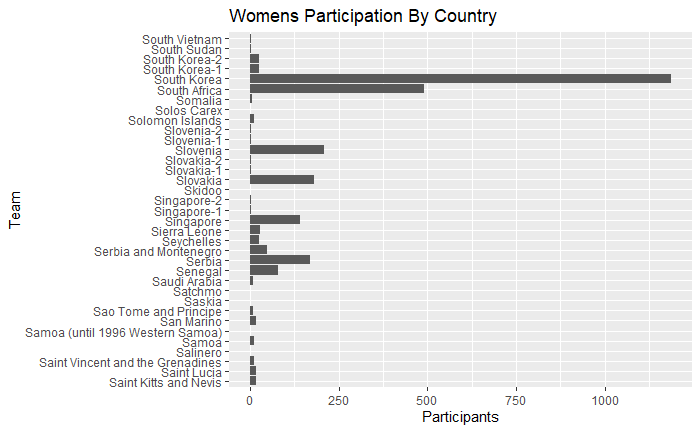 Womens Participation By Country
South Vietnam
South Sudan
South Korea-2
South Korea-1
South Korea
South Africa
Somalia
Solos Carex
Solomon Islands
Slovenia-2
Slovenia-1
Slovenia
Slovakia-2
Slovakia-1
Slovakia
Skidoo
Singapore-2
Singapore-1
Singapore
Sierra Leone
Seychelles
Serbia and Montenegro
Serbia
Senegal
Saudi Arabia
Satchmo
Saskia
Sao Tome and Principe
San Marino
Samoa (until 1996 Western Samoa)
Samoa
Salinero
Saint Vincent and the Grenadines
Saint Lucia
Saint Kitts and Nevis
Team
0 250 500 750 1000
Participants